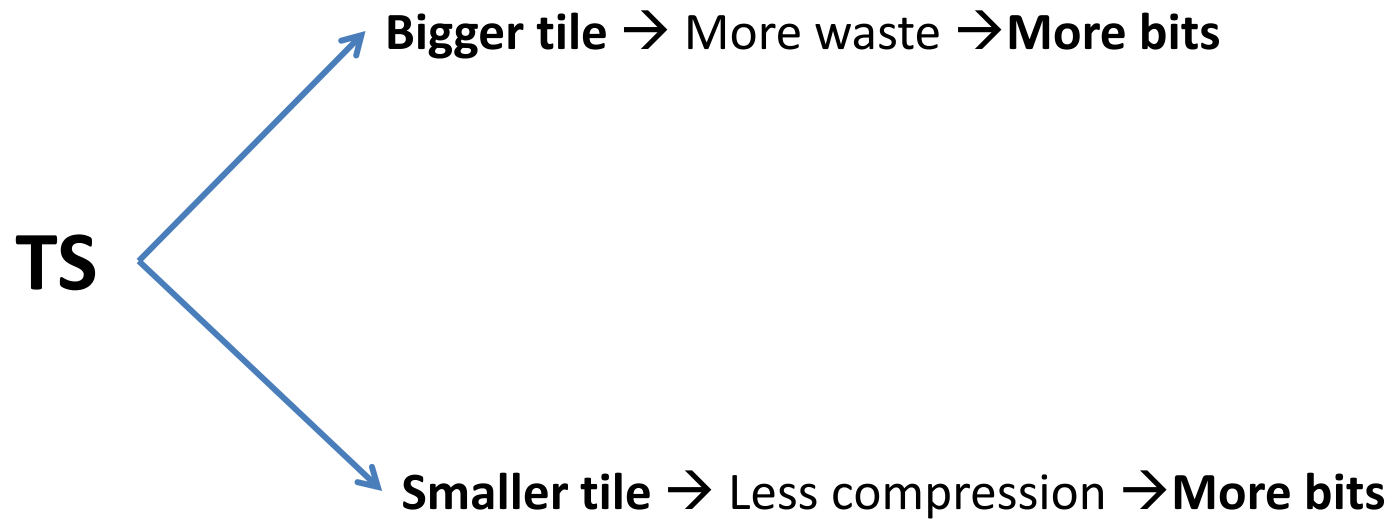 Bigger tile → More waste →More bits
TS
Smaller tile → Less compression →More bits